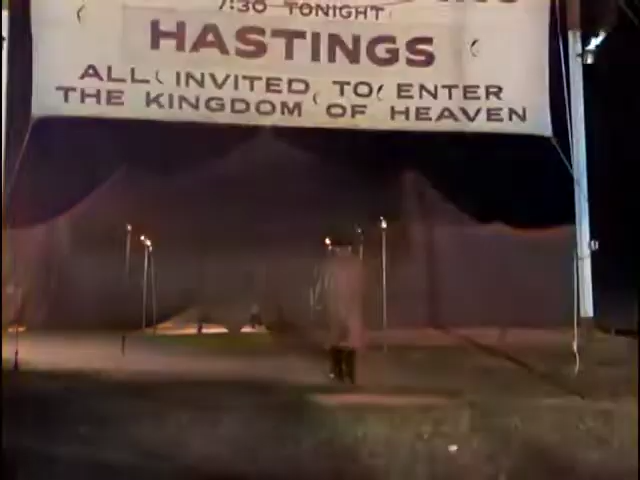 7:30 TONIGHT
HASTINGS
ALL INVITED TO ENTER
THE KINGDOM OF HEAVEN